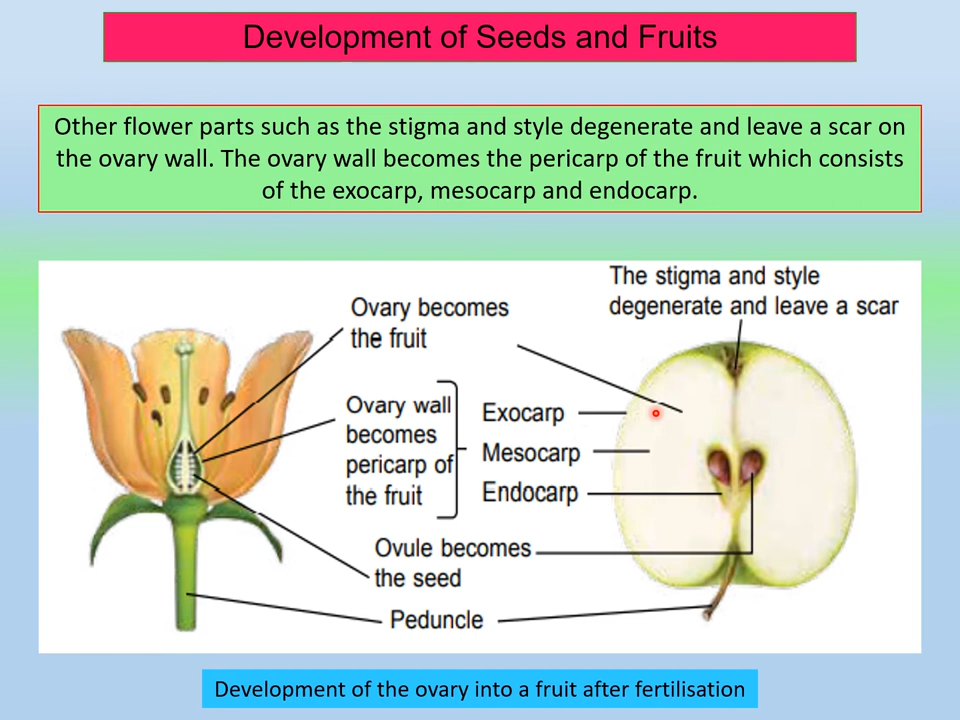 Development of Seeds and Fruits
Other flower parts such as the stigma and style degenerate and leave a scar on
the ovary wall. The ovary wall becomes the pericarp of the fruit which consists
of the exocarp, mesocarp and endocarp.
The stigma and style
degenerate and leave a scar
Ovary becomes
the fruit
Ovary wall
becomes
pericarp of
the fruit
Exocarp
Mesocarp
Endocarp
Ovule becomes
the seed
Peduncle
Development of the ovary into a fruit after fertilisation